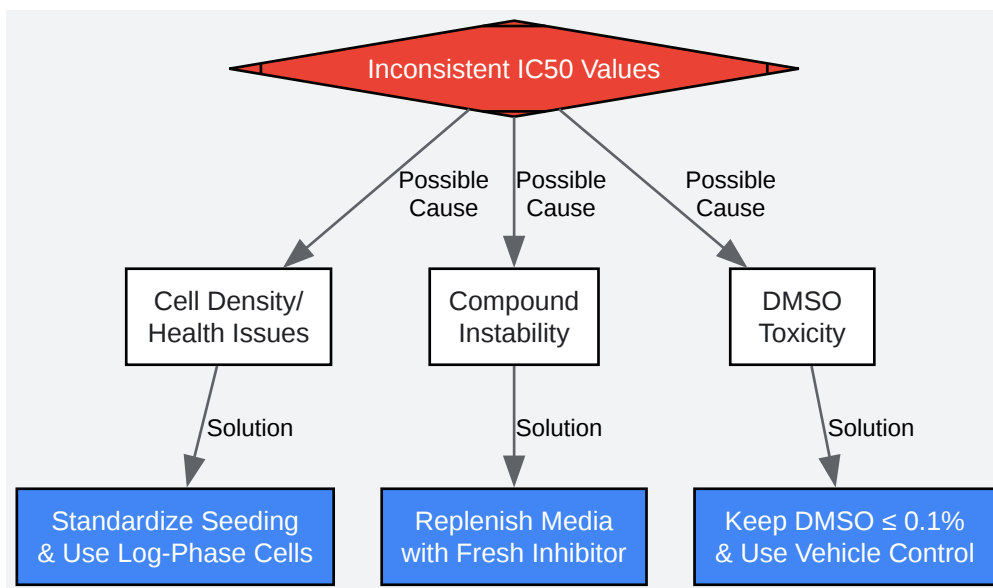 Inconsistent IC50 Values
Possible
Cause
Possible
Cause
Possible
Cause
Cell Density/
Health Issues
Compound
Instability
DMSO
Toxicity
Solution
Solution
Solution
Standardize Seeding
& Use Log-Phase Cells
Replenish Media
with Fresh Inhibitor
Keep DMSO ≤ 0.1%
& Use Vehicle Control